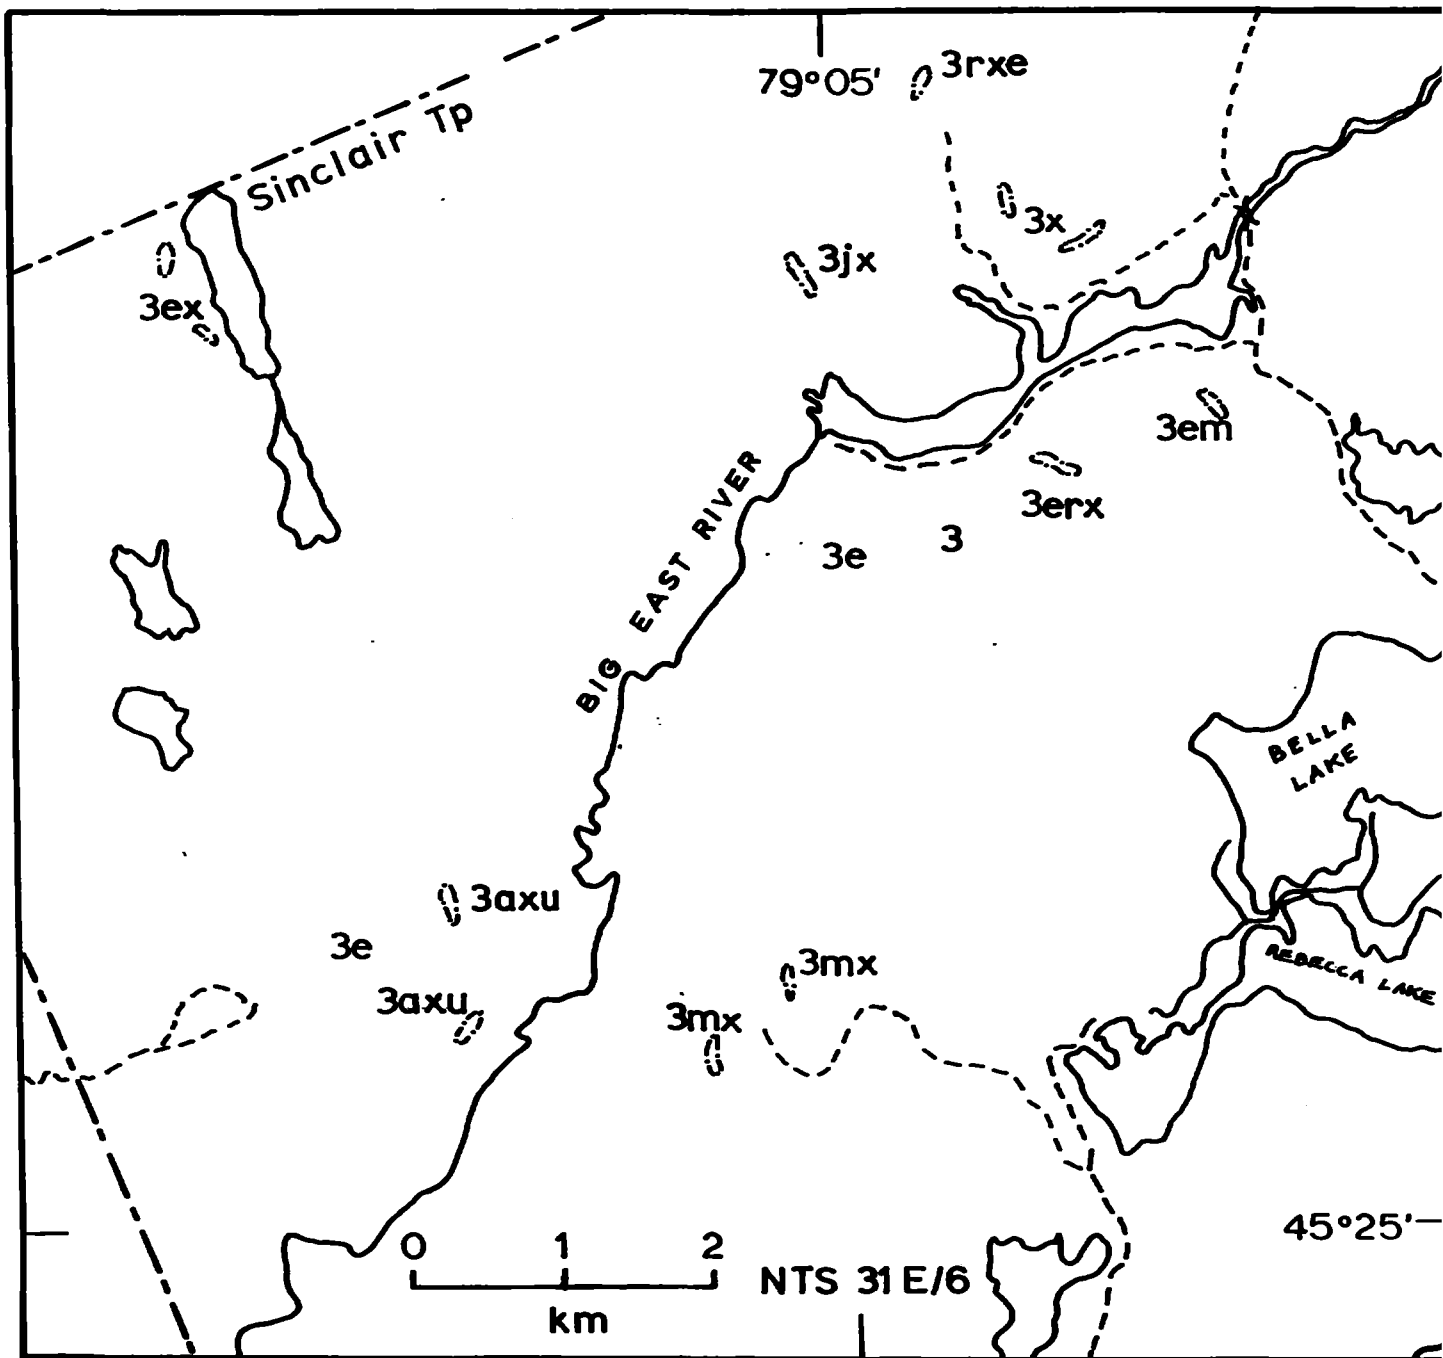 79°05'
3rxe
Sinclair Tp
3x
3jx
3ex
3em
3erx
BIG EAST RIVER
3e
3
BELLA
LAKE
3axu
3e
3mx
REBECCA LAKE
3axu
3mx
45°25'
0 1 2
km
NTS 31 E/6